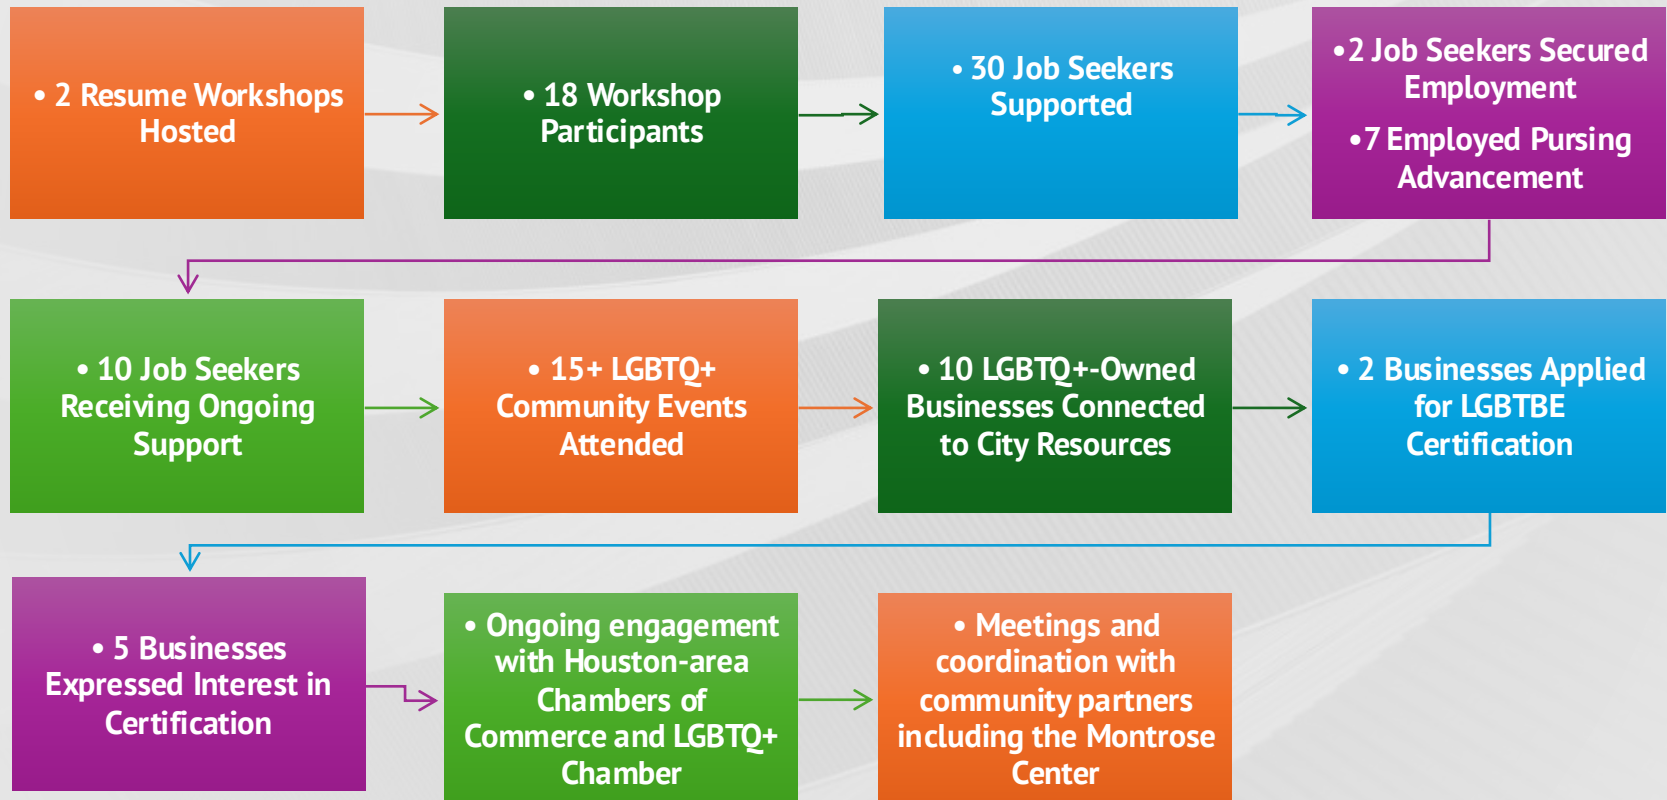 • 2 Resume Workshops
Hosted
• 18 Workshop
Participants
• 30 Job Seekers
Supported
•2 Job Seekers Secured
Employment
•7 Employed Pursing
Advancement
• 10 Job Seekers
Receiving Ongoing
Support
• 15+ LGBTQ+
Community Events
Attended
• 10 LGBTQ+-Owned
Businesses Connected
to City Resources
• 2 Businesses Applied
for LGBTBE
Certification
• 5 Businesses
Expressed Interest in
Certification
• Ongoing engagement
with Houston-area
Chambers of
Commerce and LGBTQ+
Chamber
• Meetings and
coordination with
community partners
including the Montrose
Center